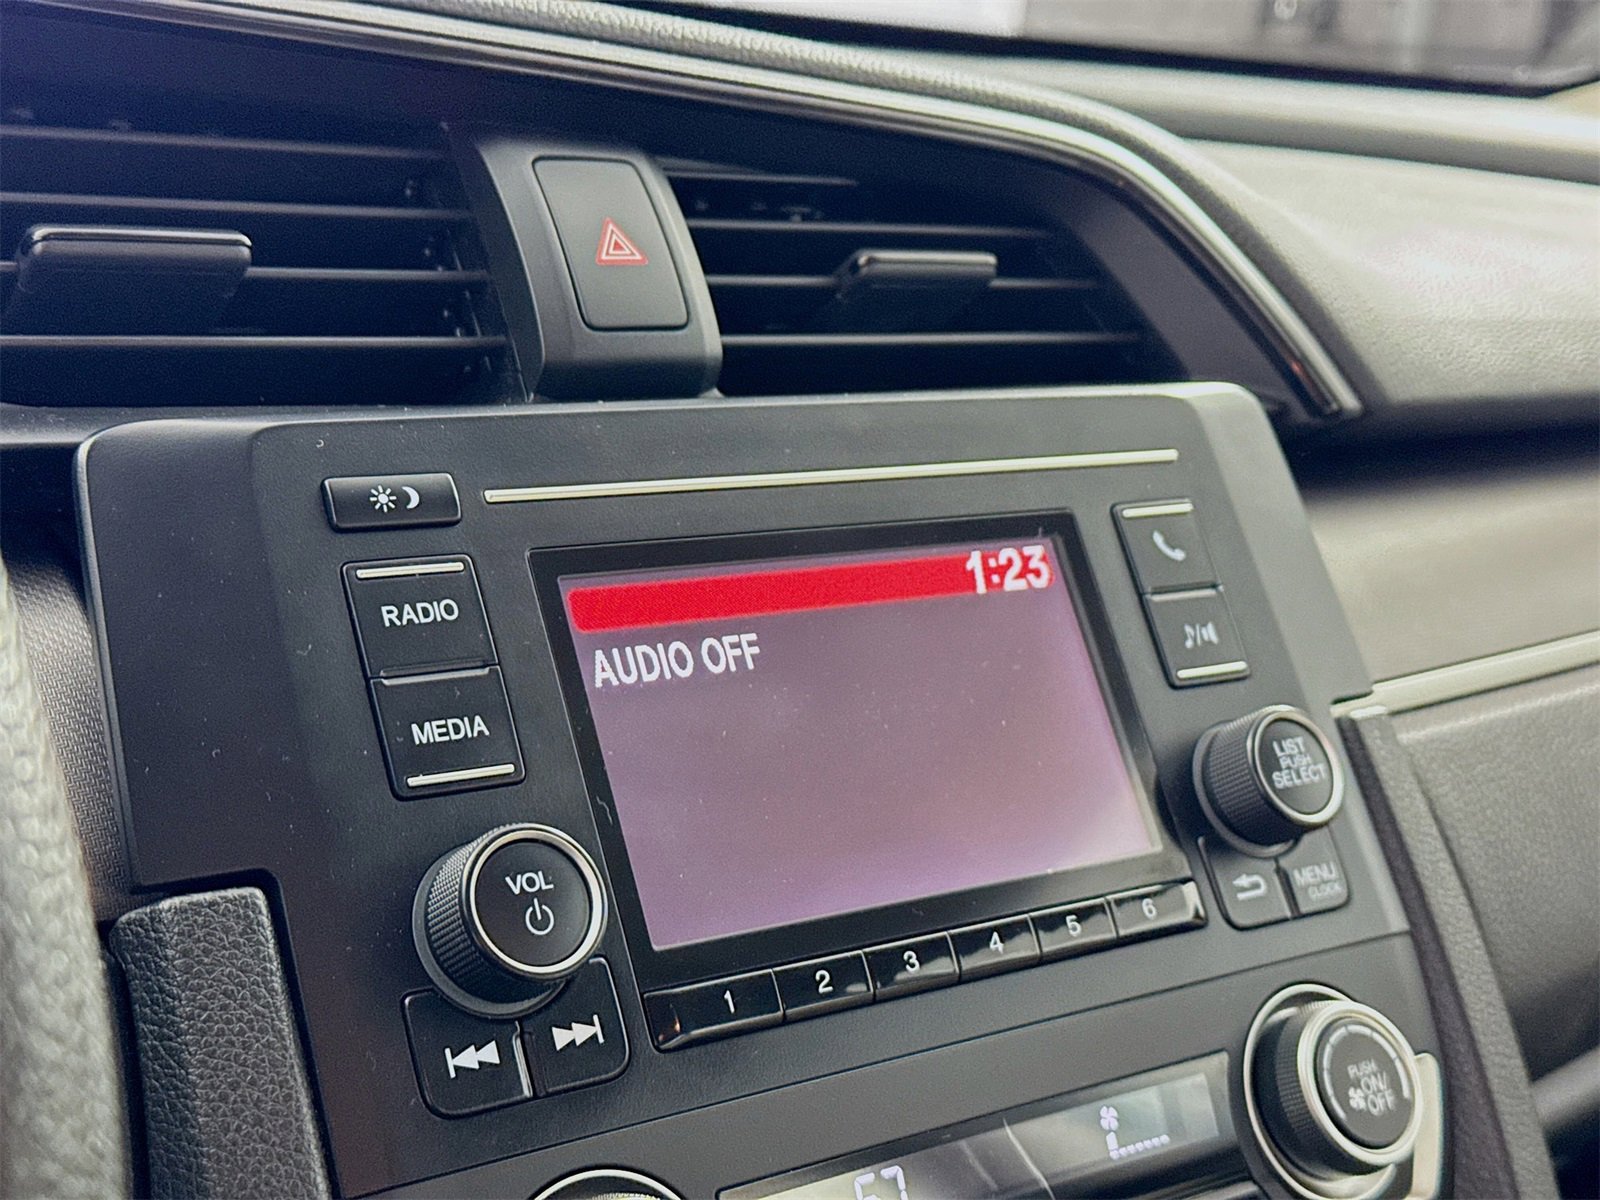 RADIO
MEDIA
1:23
AUDIO OFF
LIST
PUSH
SELECT
MENU
CLOCK
VOL
1 2 3 4 5 6
PUSH
ON/
OFF
57